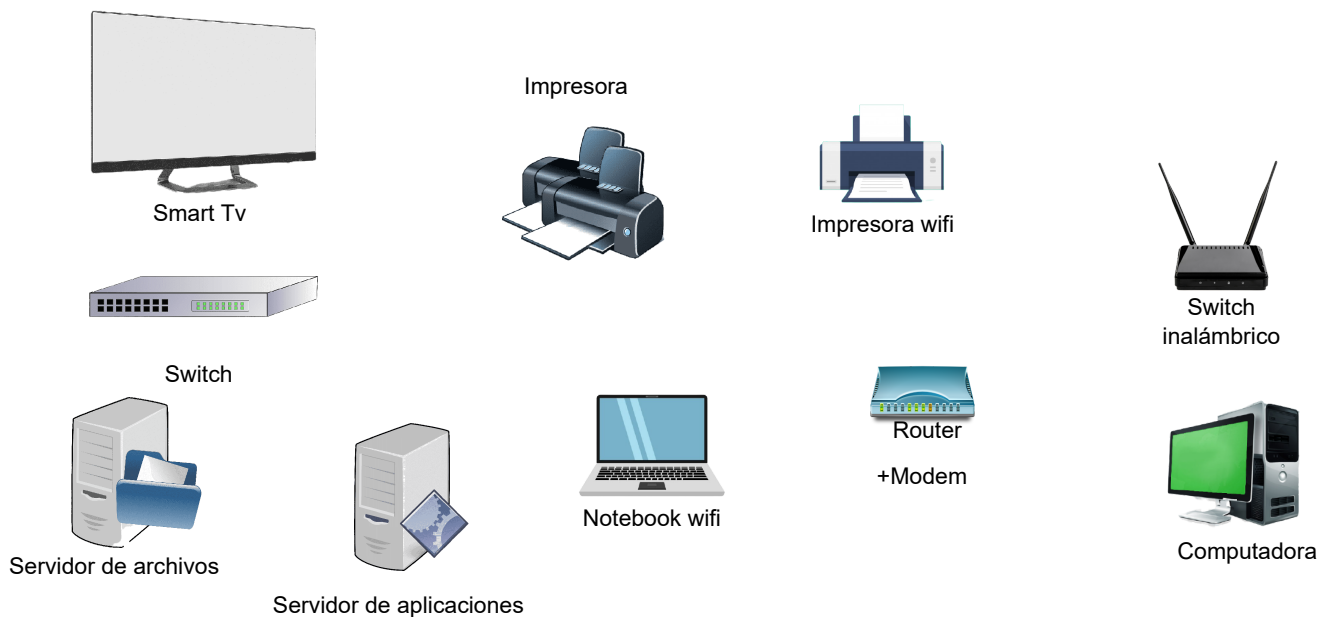 Impresora
Smart Tv
Impresora wifi
Switch
inalámbrico
Switch
Router
+Modem
Notebook wifi
Computadora
Servidor de archivos
Servidor de aplicaciones